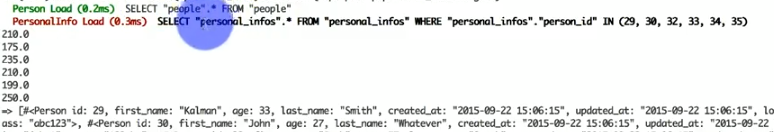 Person Load (0.2ms)  SELECT "people".* FROM "people"
PersonalInfo Load (0.3ms)  SELECT "personal_infos".* FROM "personal_infos" WHERE "personal_infos"."person_id" IN (29, 30, 32, 33, 34, 35)
210.0
175.0
235.0
210.0
199.0
250.0
=> [#<Person id: 29, first_name: "Kalman", age: 33, last_name: "Smith", created_at: "2015-09-22 15:06:15", updated_at: "2015-09-22 15:06:15", lo
ass: "abc123">, #<Person id: 30, first_name: "John", age: 27, last_name: "Whatever", created_at: "2015-09-22 15:06:15", updated_at: "2015-09-22